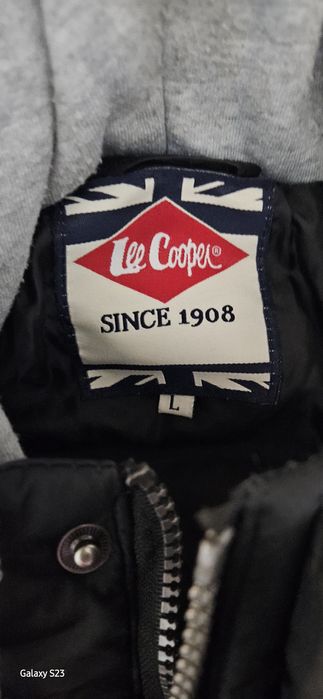 Lee Cooper®
SINCE 1908
L
Galaxy S23